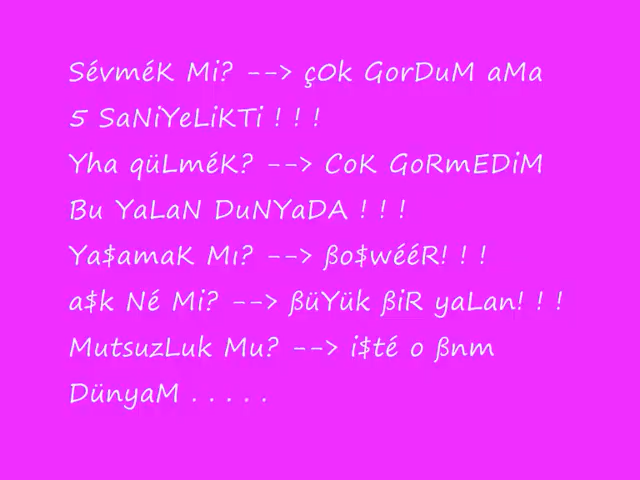 SévméK Mi? --> çOk GorDuM aMa
5 SaNiYeLiKTi ! ! !
Yha qüLméK? --> CoK GoRmEDiM
Bu YaLaN DuNYaDA ! ! !
Ya$amaK Mı? --> ßo$wééR! ! !
a$k Né Mi? --> ßüYük ßiR yaLan! ! !
MutsuzLuk Mu? --> i$té o ßnm
DünyaM . . . . .